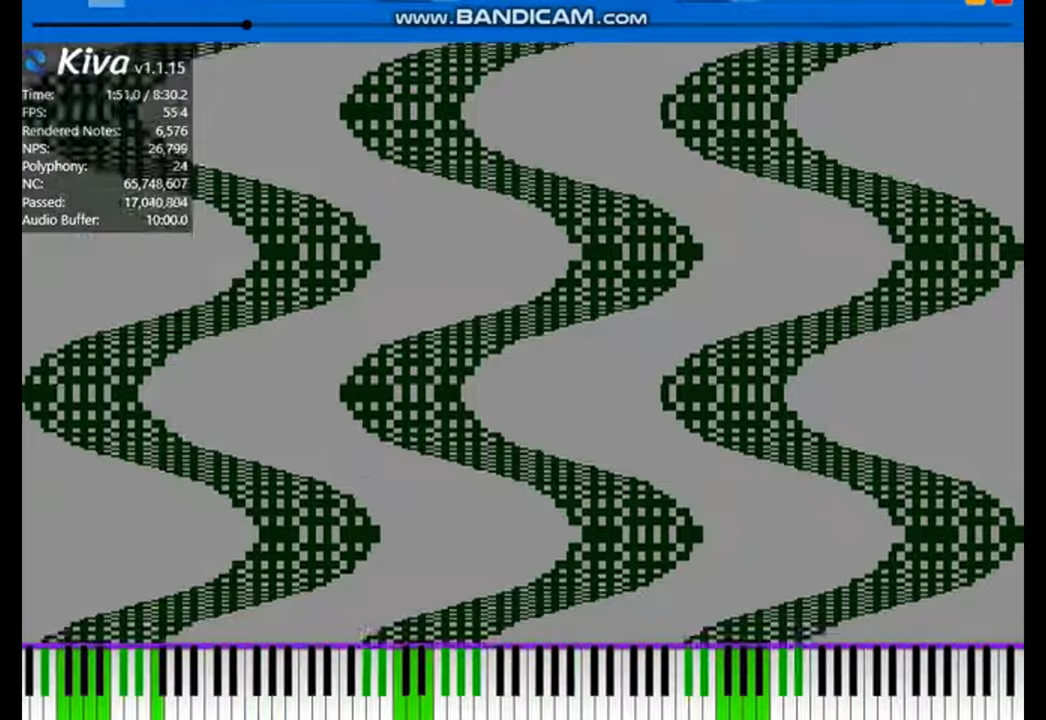 WWW.BANDICAM.COM
Kiva v1.1.15
Time: 1:51.0 / 8:30.2
FPS: 55.4
Rendered Notes: 6,576
NPS: 26,799
Polyphony: 24
NC: 65,748,607
Passed: 17,040,804
Audio Buffer: 10:00.0